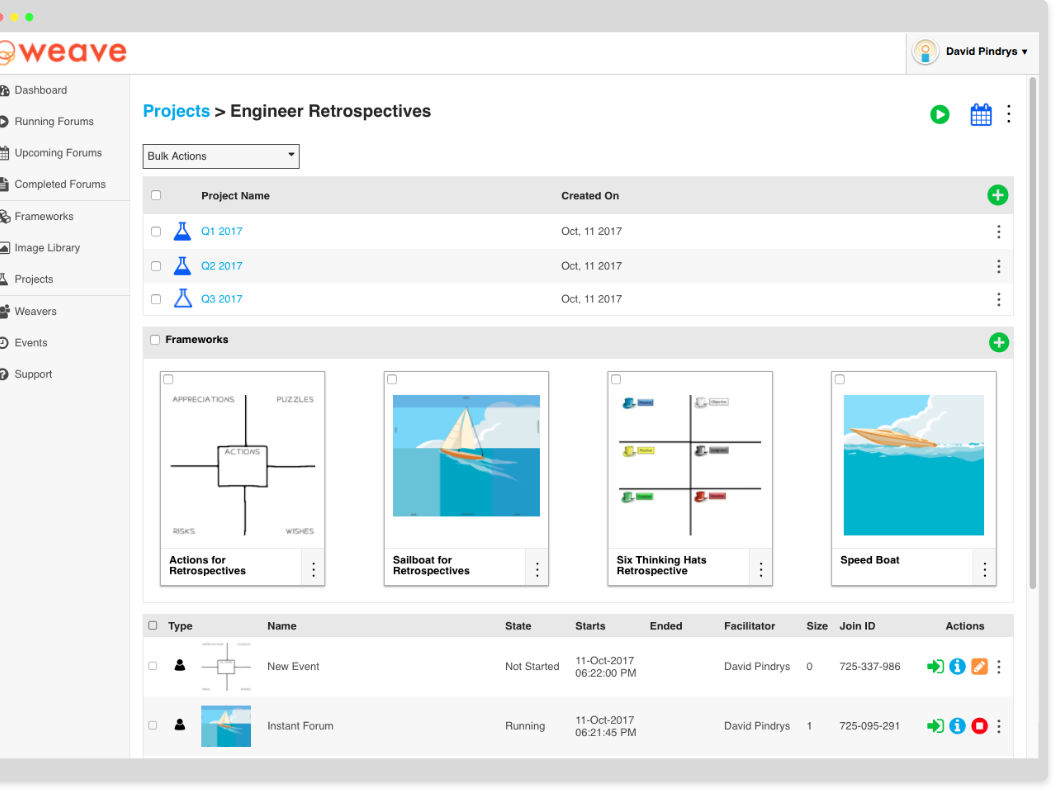 weave
David Pindrys ▾
Dashboard
Running Forums
Upcoming Forums
Completed Forums
Frameworks
Image Library
Projects
Weavers
Events
Support
Projects > Engineer Retrospectives
Bulk Actions
Project Name Created On
Q1 2017 Oct, 11 2017
Q2 2017 Oct, 11 2017
Q3 2017 Oct, 11 2017
Frameworks
APPRECIATIONS PUZZLES
ACTIONS
RISKS WISHES
Actions for
Retrospectives
Sailboat for
Retrospectives
Six Thinking Hats
Retrospective
Speed Boat
Type Name State Starts Ended Facilitator Size Join ID Actions
New Event Not Started 11-Oct-2017 David Pindrys 0 725-337-986
06:22:00 PM
Instant Forum Running 11-Oct-2017 David Pindrys 1 725-095-291
06:21:45 PM